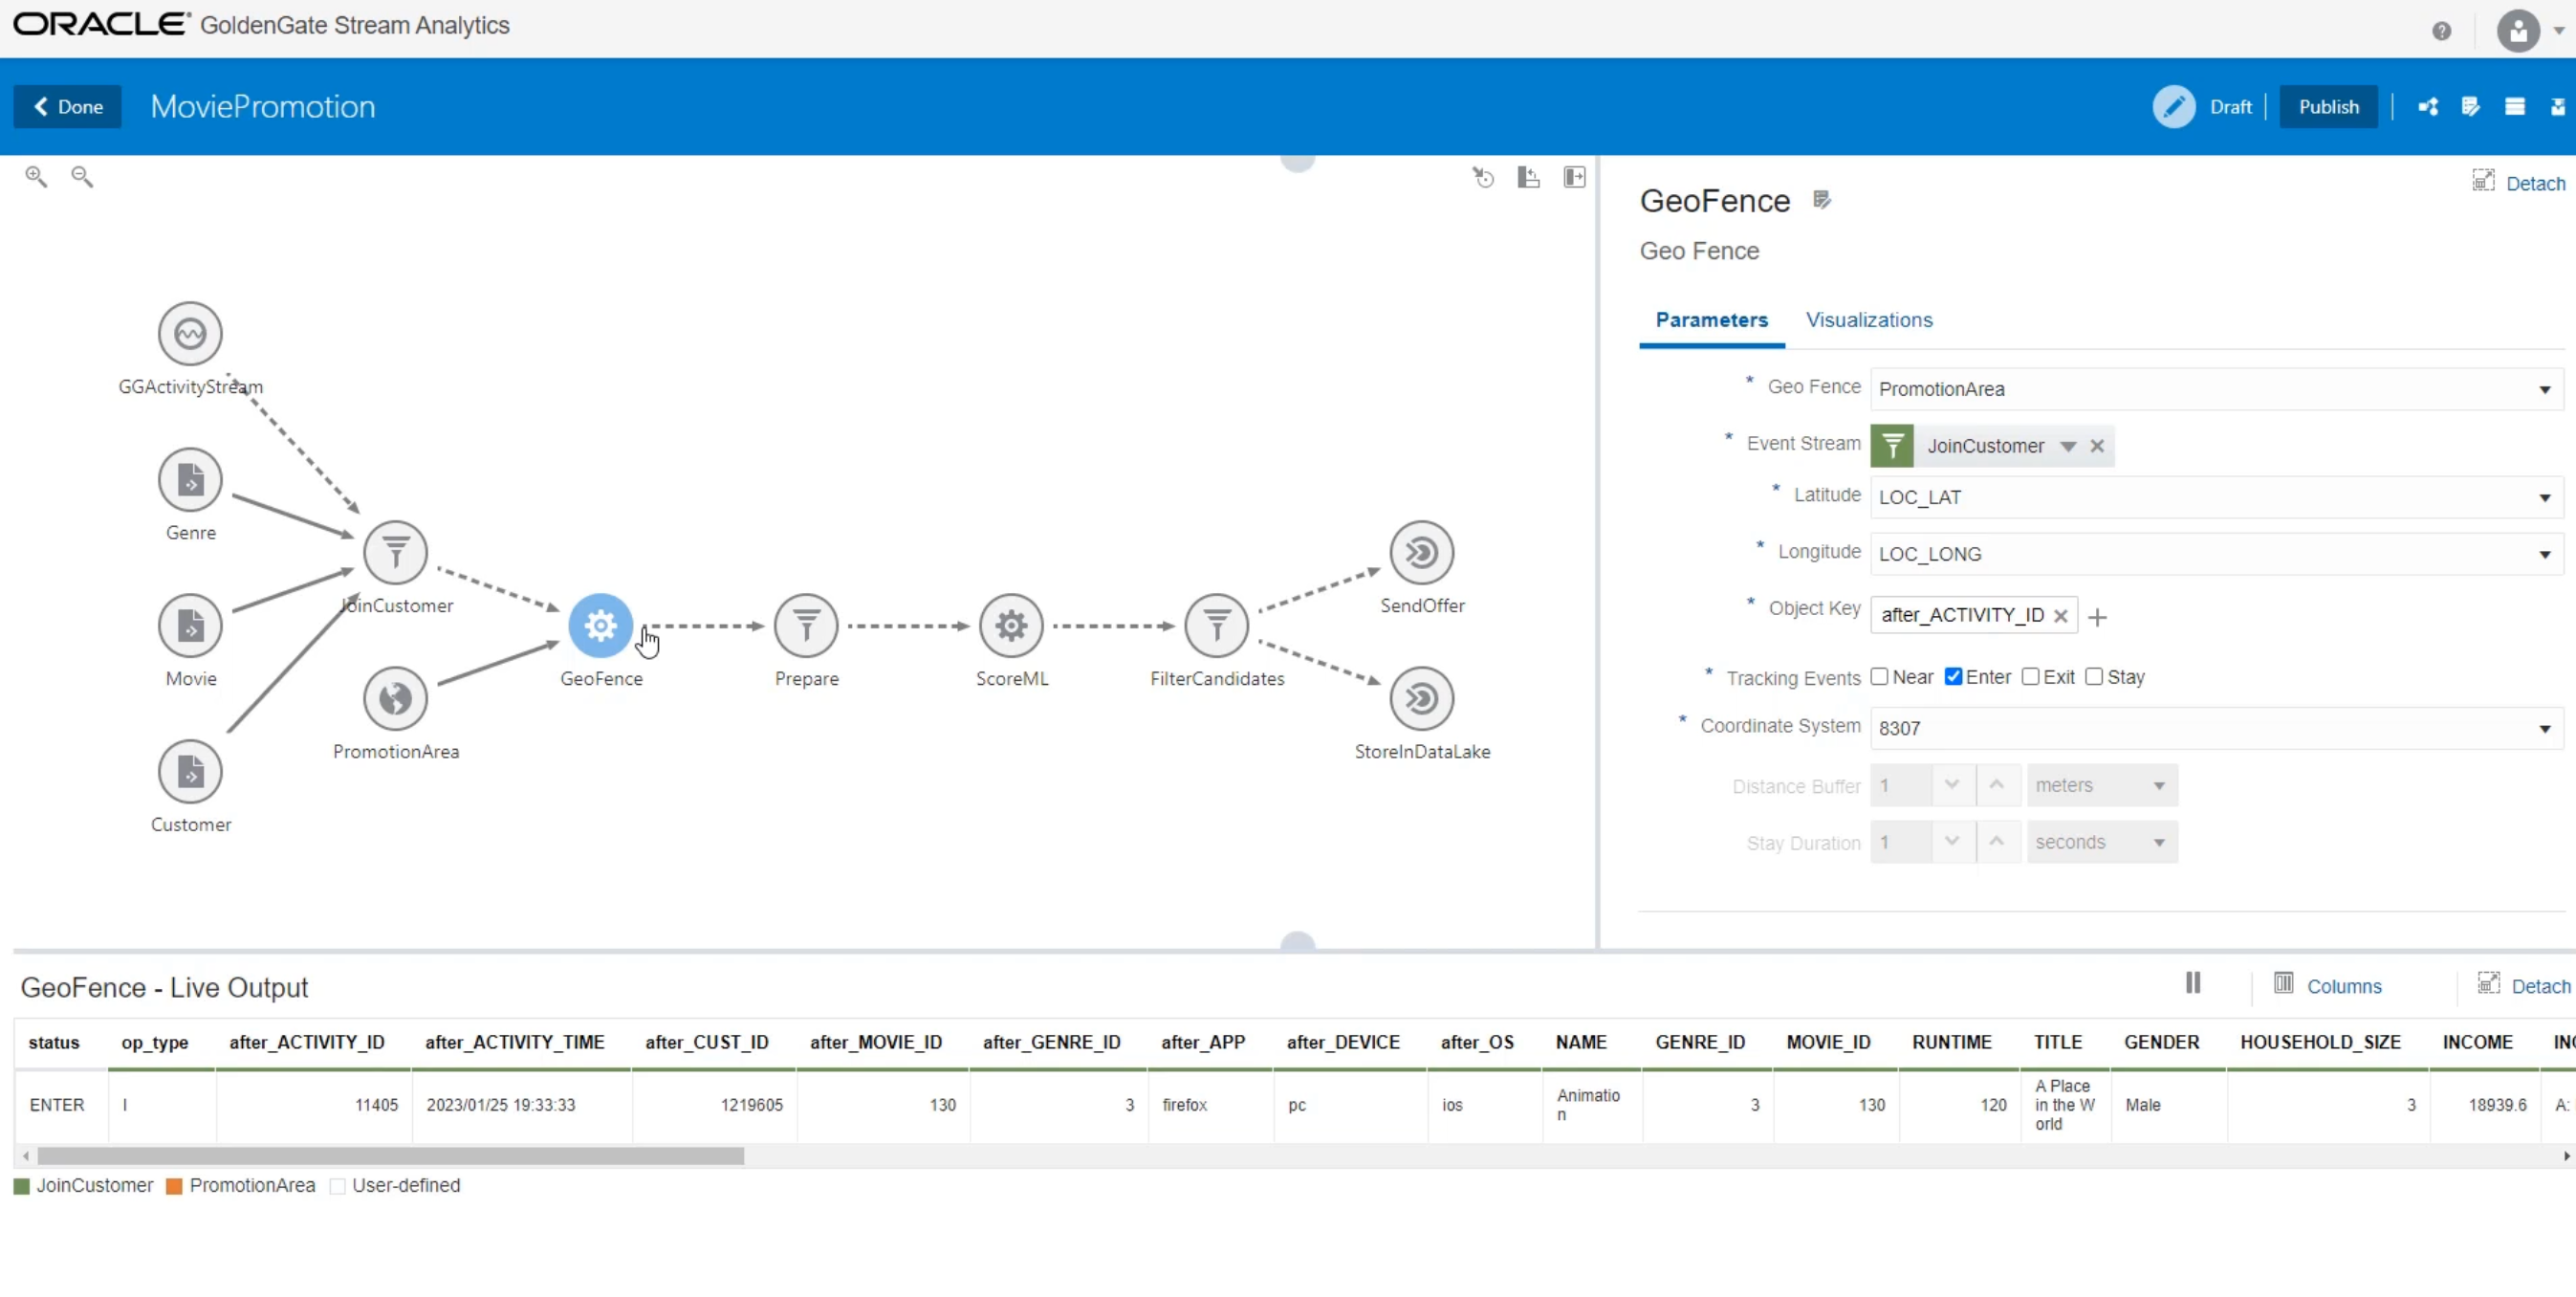 ORACLE GoldenGate Stream Analytics
Done MoviePromotion Draft Publish
GeoFence
Detach
Geo Fence
Parameters Visualizations
* Geo Fence PromotionArea
* Event Stream JoinCustomer
* Latitude LOC_LAT
* Longitude LOC_LONG
* Object Key after_ACTIVITY_ID
* Tracking Events Near Enter Exit Stay
* Coordinate System 8307
Distance Buffer 1 meters
Stay Duration 1 seconds
GGActivityStream
Genre
JoinCustomer
SendOffer
Movie
GeoFence
Prepare
ScoreML
FilterCandidates
PromotionArea
StoreInDataLake
Customer
GeoFence - Live Output
Columns
Detach
status op_type after_ACTIVITY_ID after_ACTIVITY_TIME after_CUST_ID after_MOVIE_ID after_GENRE_ID after_APP after_DEVICE after_OS NAME GENRE_ID MOVIE_ID RUNTIME TITLE GENDER HOUSEHOLD_SIZE INCOME
ENTER I 11405 2023/01/25 19:33:33 1219605 130 3 firefox pc ios
Animatio
n
3 130 120
A Place
in the W
orld
Male 3 18939.6 A:
JoinCustomer PromotionArea User-defined